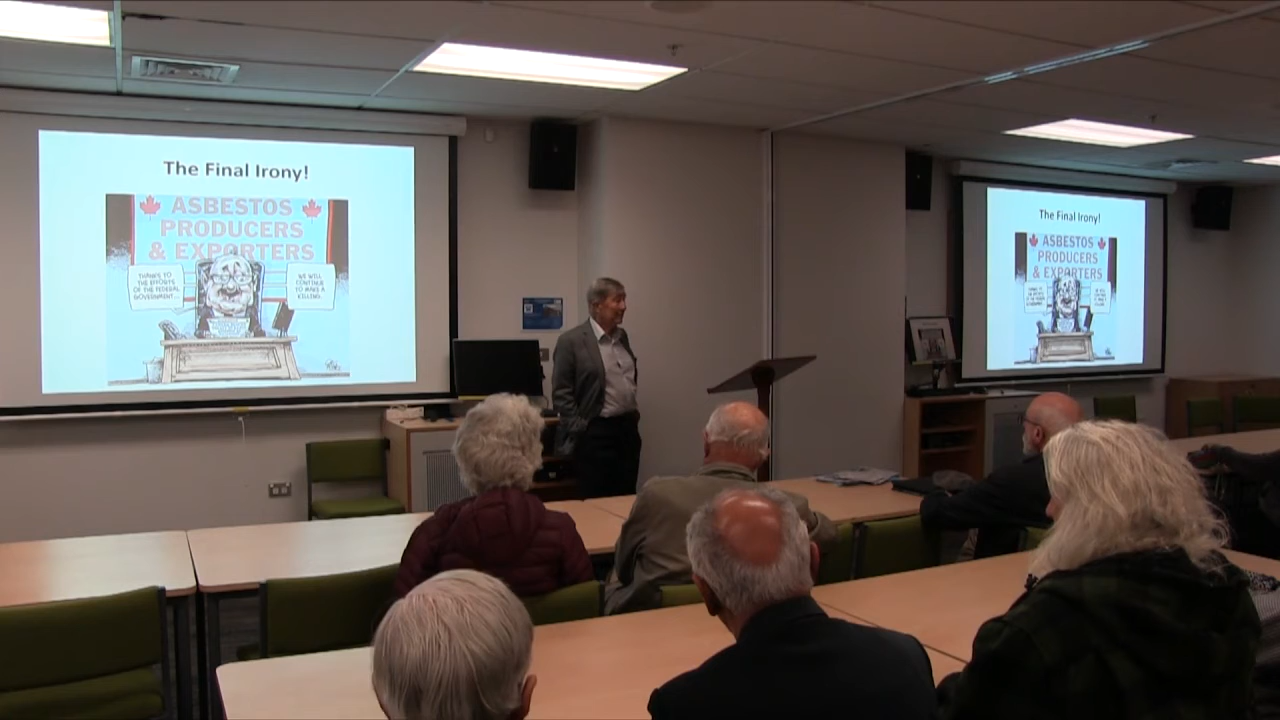 The Final Irony!
ASBESTOS
PRODUCERS
& EXPORTERS
THANKS TO
THE EFFORTS
OF THE FEDERAL
GOVERNMENT...
WE WILL
CONTINUE
TO MAKE A
KILLING.
The Final Irony!
ASBESTOS
PRODUCERS
& EXPORTERS